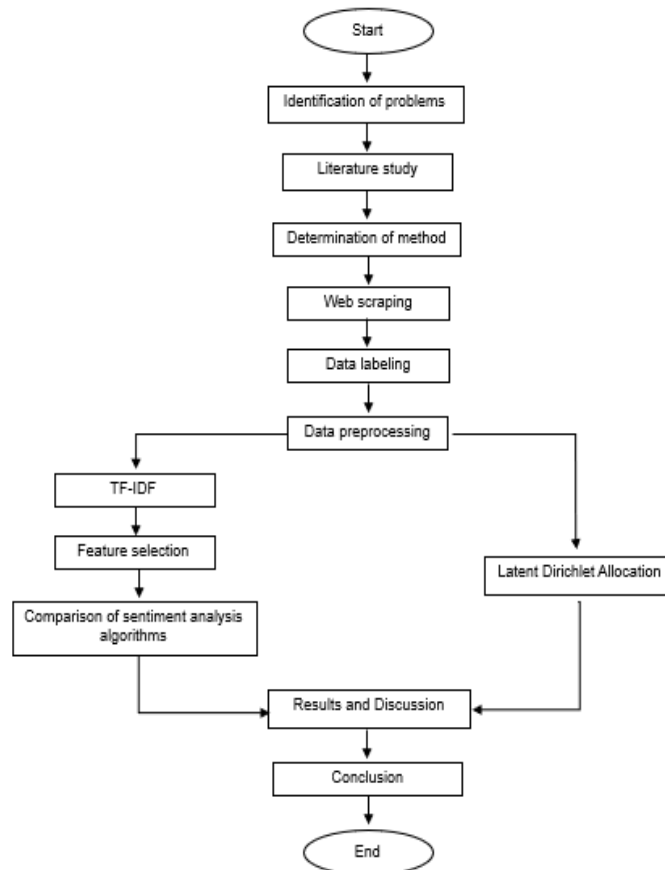 Start
Identification of problems
Literature study
Determination of method
Web scraping
Data labeling
Data preprocessing
TF-IDF
Feature selection
Latent Dirichlet Allocation
Comparison of sentiment analysis
algorithms
Results and Discussion
Conclusion
End